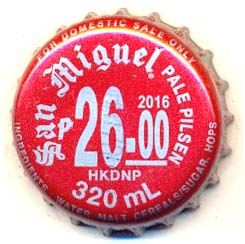 FOR DOMESTIC SALE ONLY
San Miguel
PALE PILSEN
2016
P26.00
HKDNP
320 mL
INGREDIENTS: WATER, MALT, CEREALS/SUGAR, HOPS